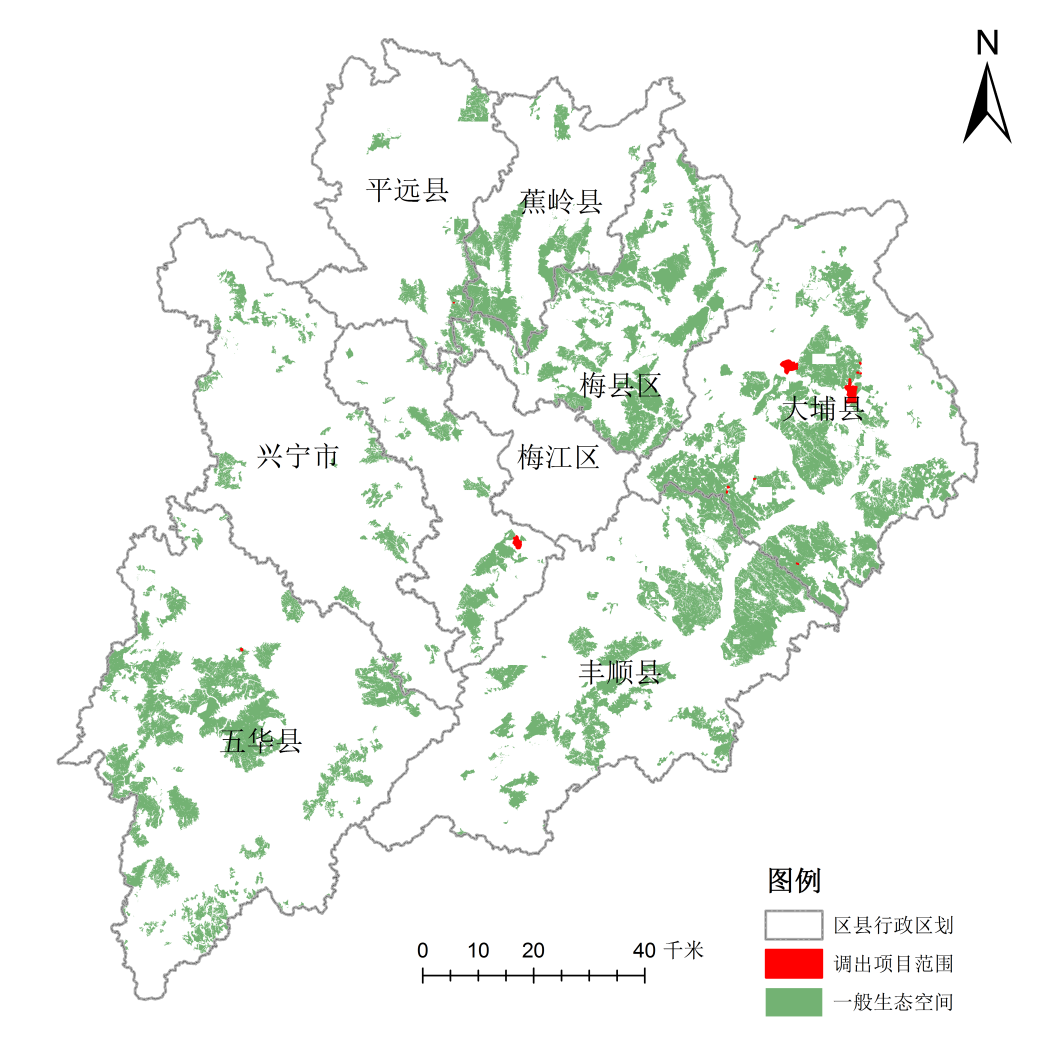 N
平远县
蕉岭县
梅县区
大埔县
兴宁市
梅江区
丰顺县
五华县
图例
区县行政区划
调出项目范围
一般生态空间
0 10 20 40 千米